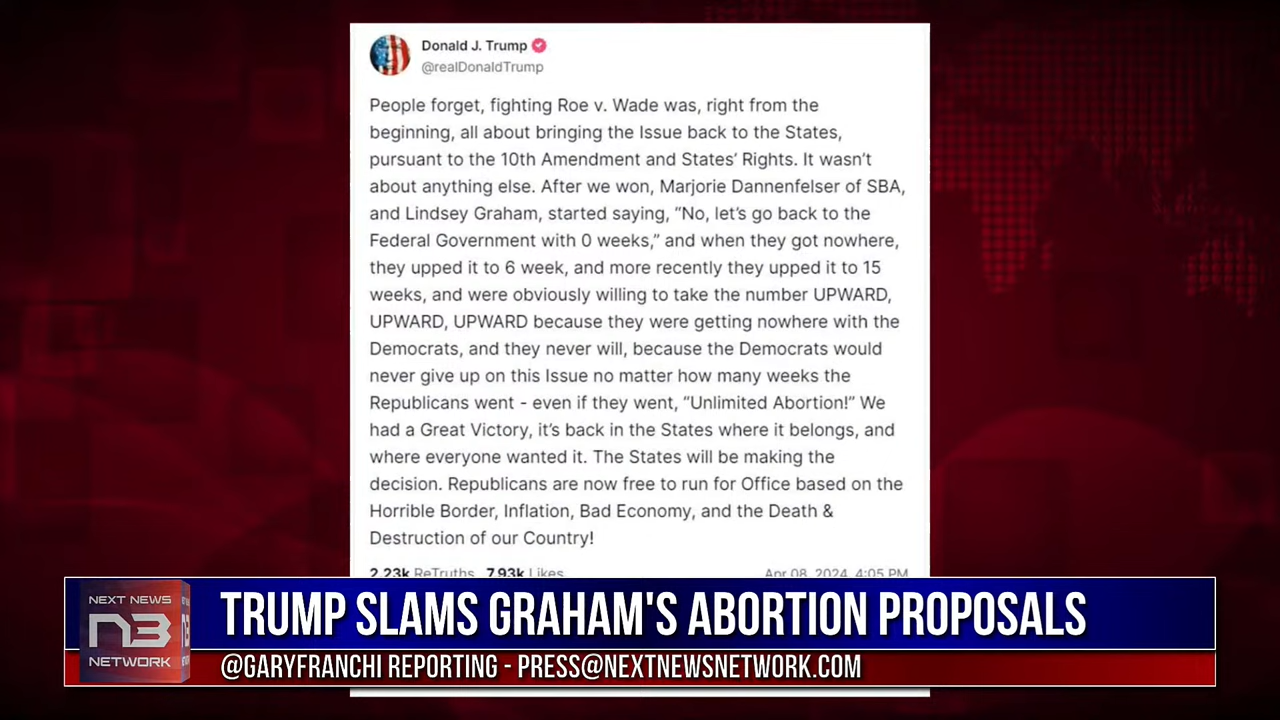 Donald J. Trump
@realDonaldTrump
People forget, fighting Roe v. Wade was, right from the
beginning, all about bringing the Issue back to the States,
pursuant to the 10th Amendment and States’ Rights. It wasn’t
about anything else. After we won, Marjorie Dannenfelser of SBA,
and Lindsey Graham, started saying, “No, let’s go back to the
Federal Government with 0 weeks,” and when they got nowhere,
they upped it to 6 week, and more recently they upped it to 15
weeks, and were obviously willing to take the number UPWARD,
UPWARD, UPWARD because they were getting nowhere with the
Democrats, and they never will, because the Democrats would
never give up on this Issue no matter how many weeks the
Republicans went - even if they went, “Unlimited Abortion!” We
had a Great Victory, it’s back in the States where it belongs, and
where everyone wanted it. The States will be making the
decision. Republicans are now free to run for Office based on the
Horrible Border, Inflation, Bad Economy, and the Death &
Destruction of our Country!
2.23k ReTruths 7.93k Likes Apr 08, 2024, 4:05 PM
NEXT NEWS
N3
NETWORK
TRUMP SLAMS GRAHAM'S ABORTION PROPOSALS
@GARYFRANCHI REPORTING - PRESS@NEXTNEWSNETWORK.COM